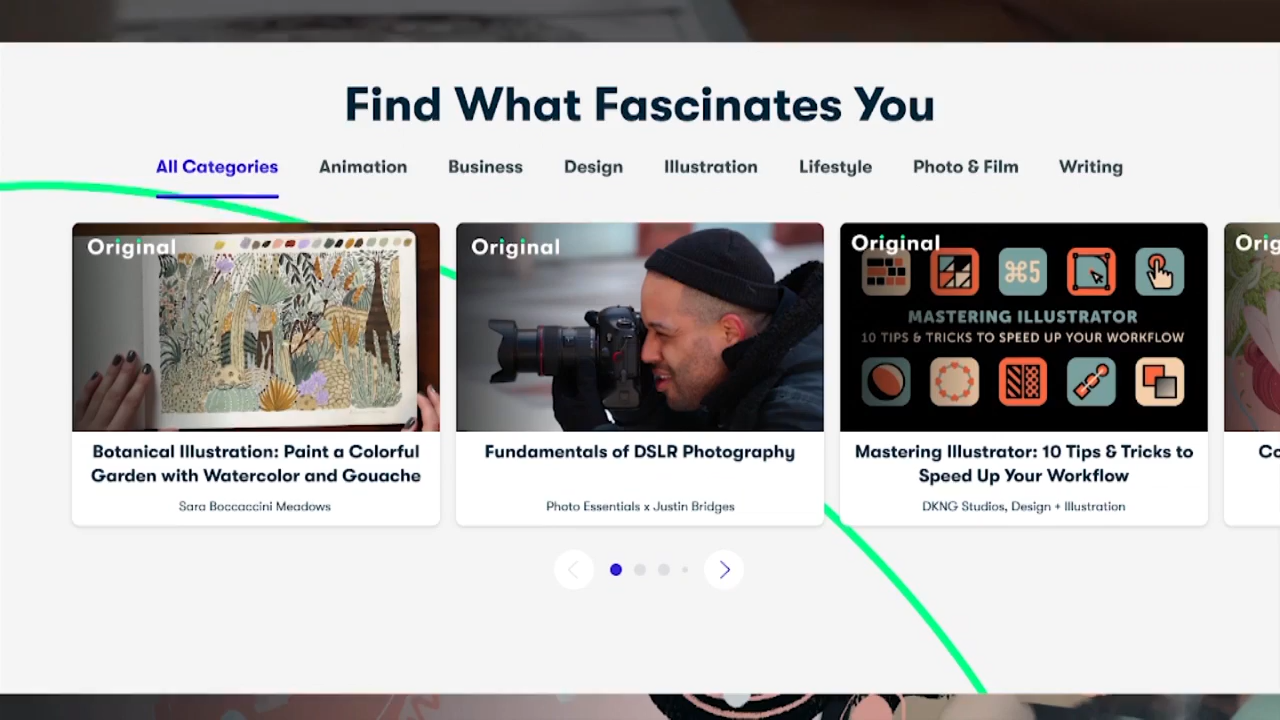 Find What Fascinates You
All Categories Animation Business Design Illustration Lifestyle Photo & Film Writing
Original
Original
Original
⌘5
MASTERING ILLUSTRATOR
10 TIPS & TRICKS TO SPEED UP YOUR WORKFLOW
Botanical Illustration: Paint a Colorful
Garden with Watercolor and Gouache
Sara Boccaccini Meadows
Fundamentals of DSLR Photography
Photo Essentials x Justin Bridges
Mastering Illustrator: 10 Tips & Tricks to
Speed Up Your Workflow
DKNG Studios, Design + Illustration